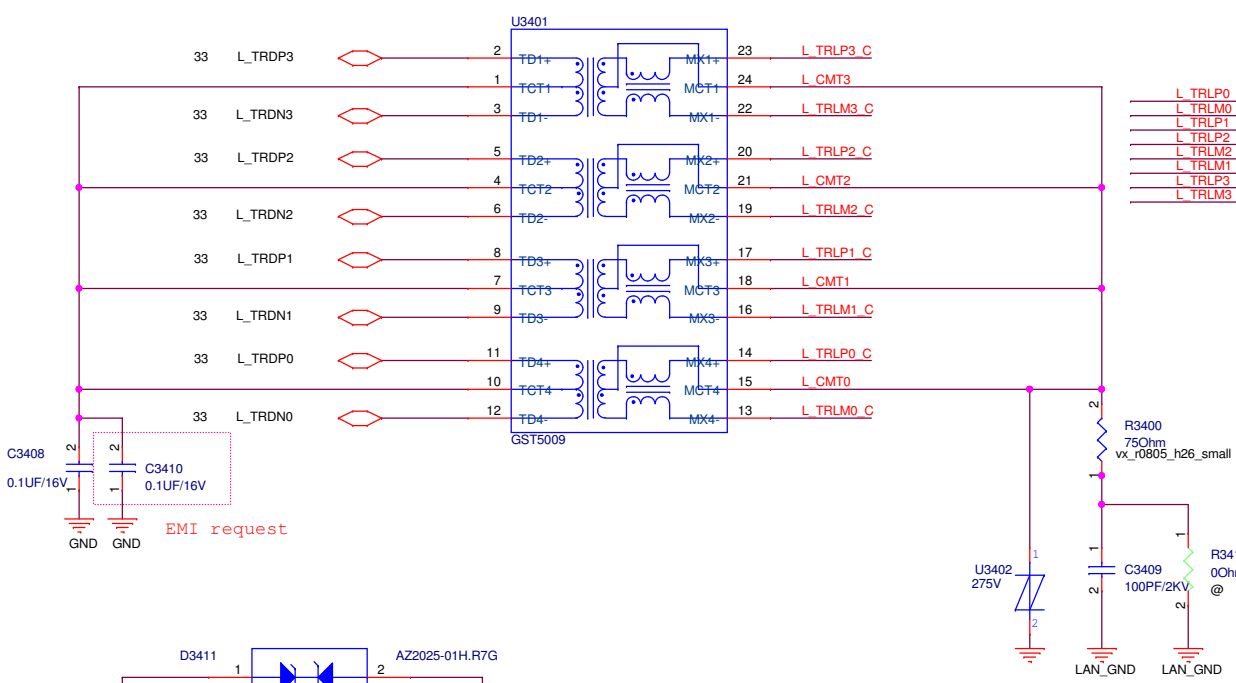 U3401
33 L_TRDP3 2 TD1+ MX1+ 23 L_TRLP3_C
1 TCT1 MCT1 24 L_CMT3
L_TRLP0
L_TRLM0
33 L_TRDN3 3 TD1- MX1- 22 L_TRLM3_C
L_TRLP1
L_TRLP2
L_TRLM2
33 L_TRDP2 5 TD2+ MX2+ 20 L_TRLP2_C
L_TRLM1
L_TRLP3
4 TCT2 MCT2 21 L_CMT2
L_TRLM3
33 L_TRDN2 6 TD2- MX2- 19 L_TRLM2_C
33 L_TRDP1 8 TD3+ MX3+ 17 L_TRLP1_C
7 TCT3 MCT3 18 L_CMT1
33 L_TRDN1 9 TD3- MX3- 16 L_TRLM1_C
33 L_TRDP0 11 TD4+ MX4+ 14 L_TRLP0_C
10 TCT4 MCT4 15 L_CMT0
33 L_TRDN0 12 TD4- MX4- 13 L_TRLM0_C
GST5009
2 R3400
75Ohm
vx_r0805_h26_small
1
C3408 2 2 C3410
0.1UF/16V 1 1 0.1UF/16V
GND GND
EMI request
U3402 1
275V
2
1 C3409
2 100PF/2KV
1
2 @
LAN_GND LAN_GND
D3411 1 2 AZ2025-01H.R7G